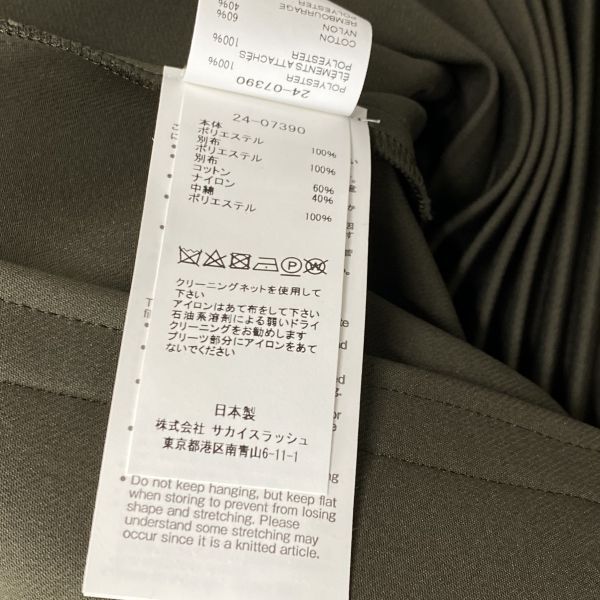 24-07390
POLYESTER 100%
ÉLÉMENTS ATTACHÉS
POLYESTER 100%
COTON 60%
NYLON 40%
REMBOURRAGE
24-07390
本体
ポリエステル 100%
別布
ポリエステル 100%
別布
コットン 60%
ナイロン 40%
中綿
ポリエステル 100%
クリーニングネットを使用して
下さい
アイロンはあて布をして下さい
石油系溶剤による弱いドライ
クリーニングをお勧めします
プリーツ部分にアイロンをあて
ないでください
日本製
株式会社 サカイスラッシュ
東京都港区南青山6-11-1
• Do not keep hanging, but keep flat
when storing to prevent from losing
shape and stretching. Please
understand some stretching may
occur since it is a knitted article.